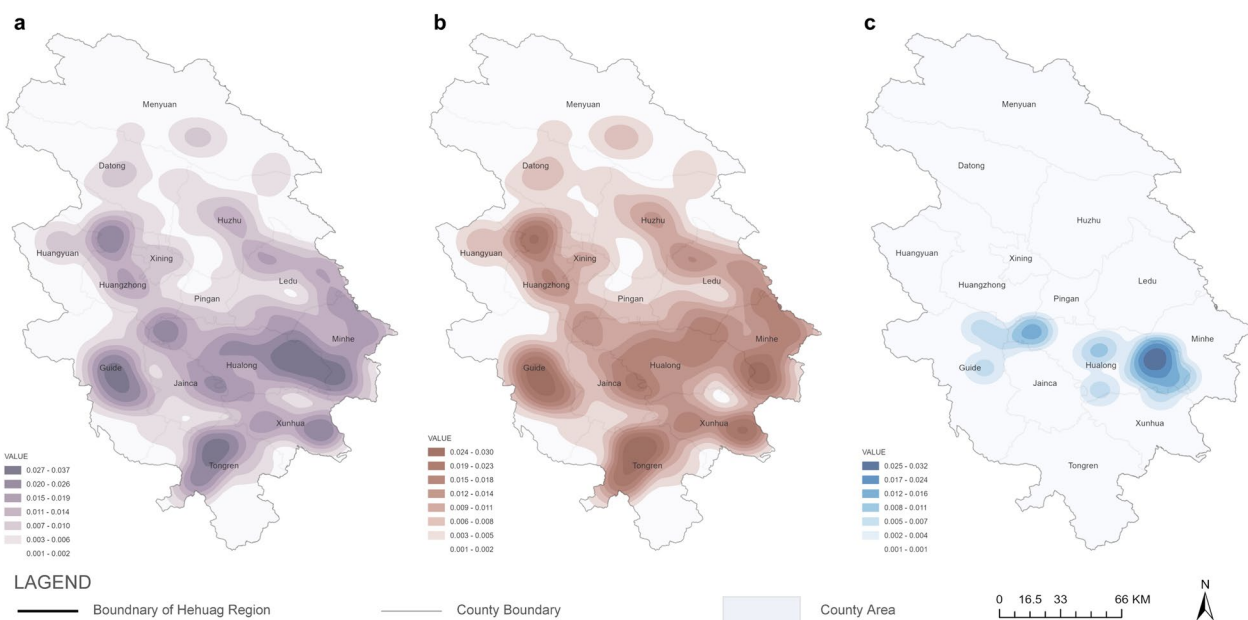 a
Menyuan
Datong
Huzhu
Huangyuan
Xining
Huangzhong
Ledu
Pingan
Minhe
Guide
Hualong
Jainca
Xunhua
Tongren
VALUE
0.027 - 0.037
0.020 - 0.026
0.015 - 0.019
0.011 - 0.014
0.007 - 0.010
0.003 - 0.006
0.001 - 0.002
b
Menyuan
Datong
Huzhu
Huangyuan
Xining
Huangzhong
Ledu
Pingan
Minhe
Guide
Hualong
Jainca
Xunhua
Tongren
VALUE
0.024 - 0.030
0.019 - 0.023
0.015 - 0.018
0.012 - 0.014
0.009 - 0.011
0.006 - 0.008
0.003 - 0.005
0.001 - 0.002
c
Menyuan
Datong
Huzhu
Huangyuan
Xining
Huangzhong
Ledu
Pingan
Minhe
Guide
Hualong
Jainca
Xunhua
Tongren
VALUE
0.025 - 0.032
0.017 - 0.024
0.012 - 0.016
0.008 - 0.011
0.005 - 0.007
0.002 - 0.004
0.001 - 0.001
LAGEND
Boundnary of Hehuag Region
County Boundary
County Area
0 16.5 33 66 KM
N